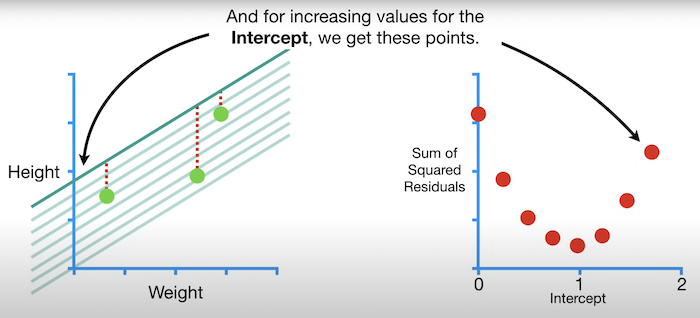 And for increasing values for the
Intercept, we get these points.
Height
Weight
Sum of
Squared
Residuals
0
1
2
Intercept